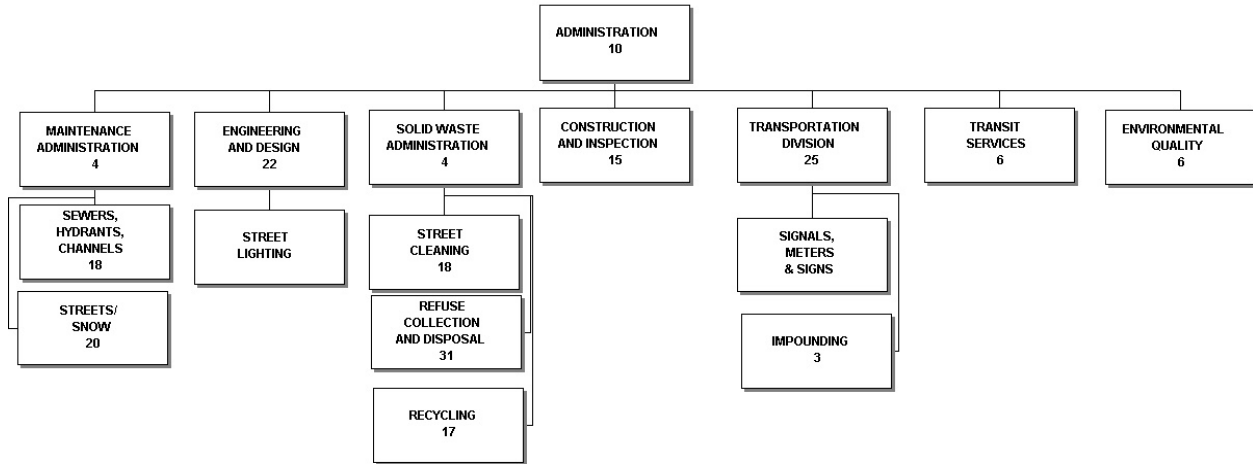 ADMINISTRATION
10
MAINTENANCE
ADMINISTRATION
4
ENGINEERING
AND DESIGN
22
SOLID WASTE
ADMINISTRATION
4
CONSTRUCTION
AND INSPECTION
15
TRANSPORTATION
DIVISION
25
TRANSIT
SERVICES
6
ENVIRONMENTAL
QUALITY
6
SEWERS,
HYDRANTS,
CHANNELS
18
STREET
LIGHTING
STREET
CLEANING
18
SIGNALS,
METERS
& SIGNS
STREETS/
SNOW
20
REFUSE
COLLECTION
AND DISPOSAL
31
IMPOUNDING
3
RECYCLING
17